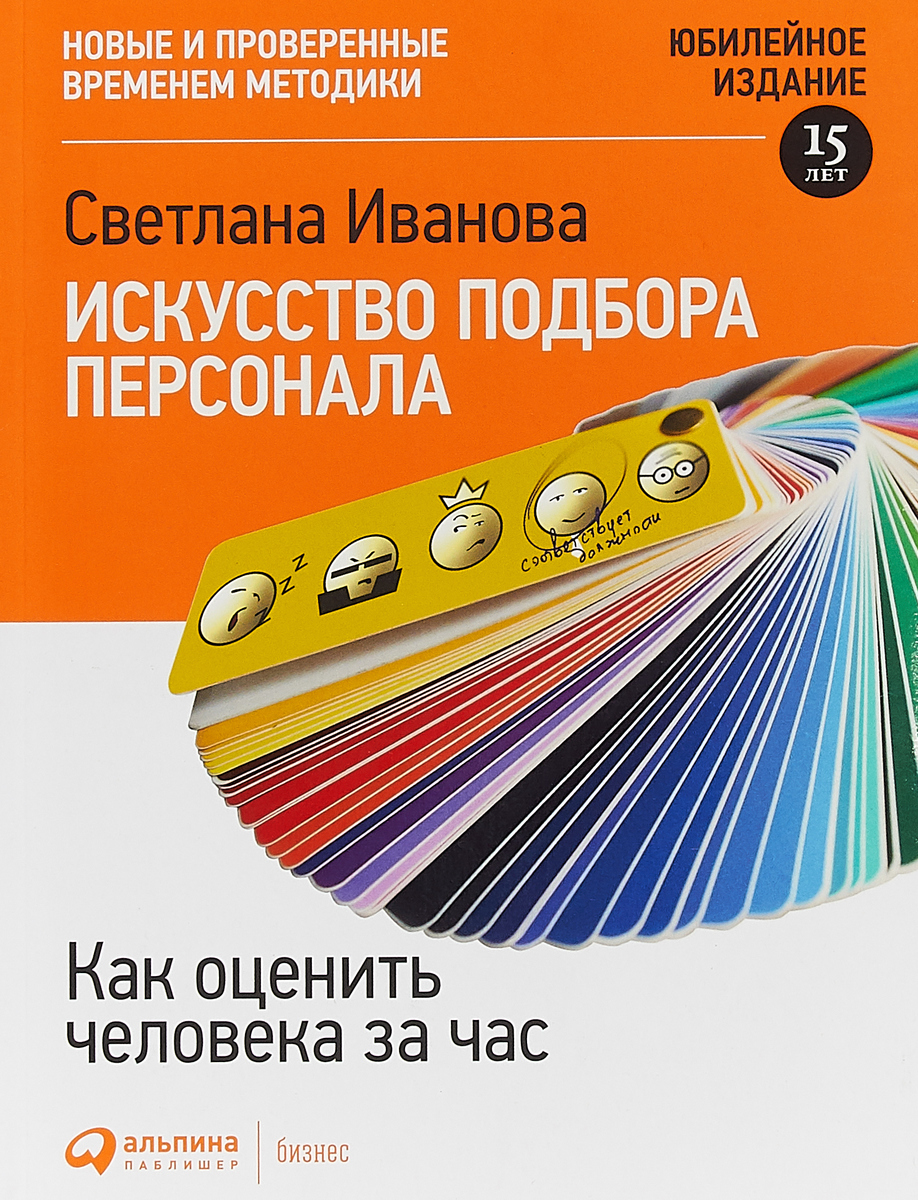 НОВЫЕ И ПРОВЕРЕННЫЕ
ВРЕМЕНЕМ МЕТОДИКИ
ЮБИЛЕЙНОЕ
ИЗДАНИЕ
15
ЛЕТ
Светлана Иванова
ИСКУССТВО ПОДБОРА
ПЕРСОНАЛА
z z z
соответствует
должности
Как оценить
человека за час
альпина
ПАБЛИШЕР
бизнес